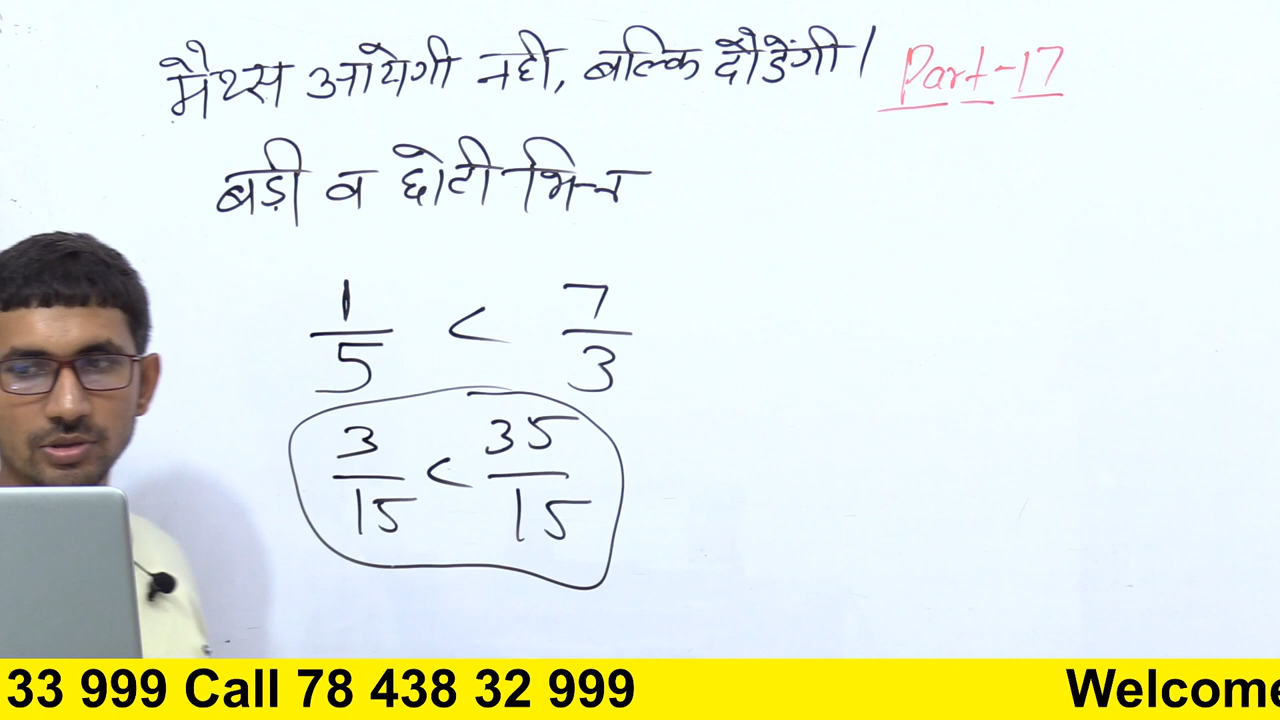 मैथ्स आयेगी नही, बल्कि दौडेंगी। Part-17
बड़ी व छोटी भिन्न
1/5 < 7/3
3/15 < 35/15
33 999 Call 78 438 32 999 Welcome